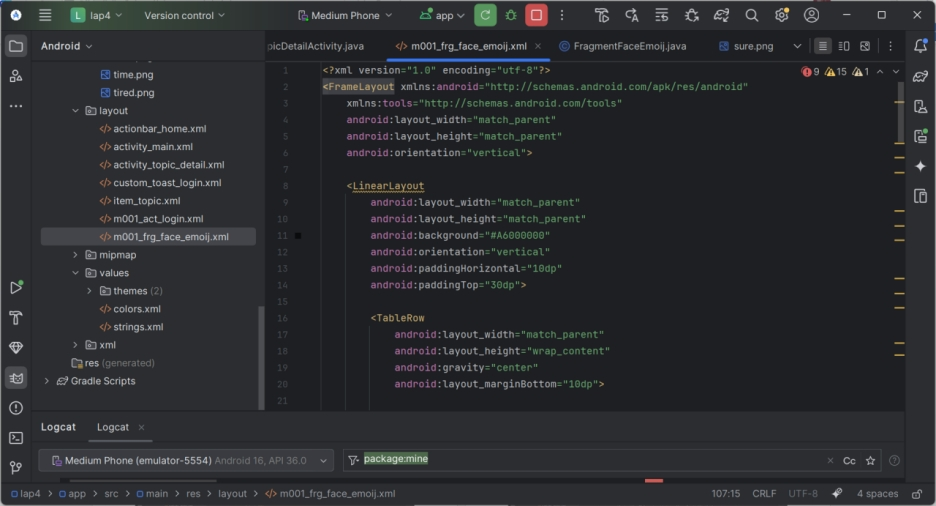 L lap4 Version control Medium Phone app
Android
time.png
tired.png
layout
actionbar_home.xml
activity_main.xml
activity_topic_detail.xml
custom_toast_login.xml
item_topic.xml
m001_act_login.xml
m001_frg_face_emoij.xml
mipmap
values
themes (2)
colors.xml
strings.xml
xml
res (generated)
Gradle Scripts
picDetailActivity.java m001_frg_face_emoij.xml FragmentFaceEmoij.java sure.png
9 15 1
1 <?xml version="1.0" encoding="utf-8"?>
2 <FrameLayout xmlns:android="http://schemas.android.com/apk/res/android"
3 xmlns:tools="http://schemas.android.com/tools"
4 android:layout_width="match_parent"
5 android:layout_height="match_parent"
6 android:orientation="vertical">
7
8 <LinearLayout
9 android:layout_width="match_parent"
10 android:layout_height="match_parent"
11 android:background="#A6000000"
12 android:orientation="vertical"
13 android:paddingHorizontal="10dp"
14 android:paddingTop="30dp">
15
16 <TableRow
17 android:layout_width="match_parent"
18 android:layout_height="wrap_content"
19 android:gravity="center"
20 android:layout_marginBottom="10dp">
21
Logcat Logcat
Medium Phone (emulator-5554) Android 16, API 36.0 package:mine Cc
lap4 > app > src > main > res > layout > m001_frg_face_emoij.xml 107:15 CRLF UTF-8 4 spaces